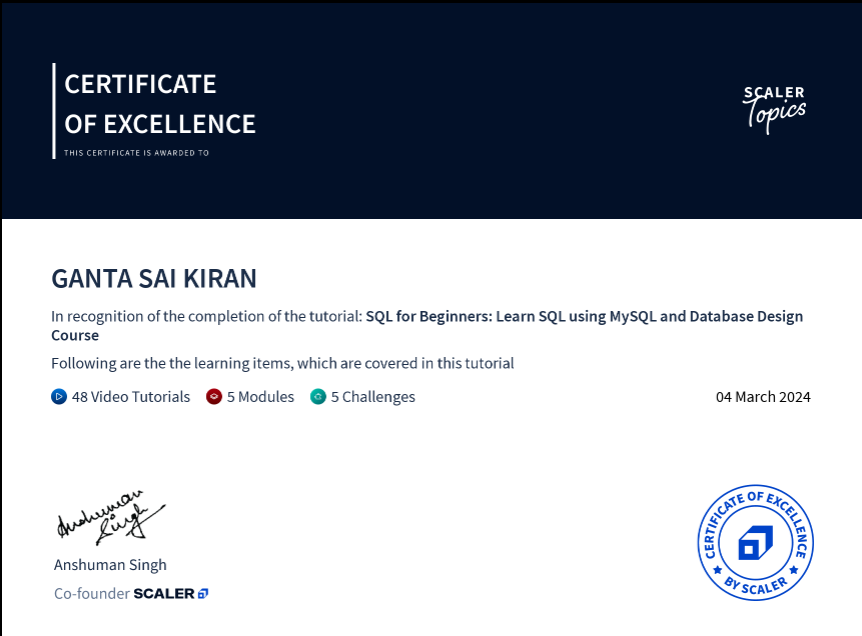 CERTIFICATE
OF EXCELLENCE
THIS CERTIFICATE IS AWARDED TO
SCALER
Topics
GANTA SAI KIRAN
In recognition of the completion of the tutorial: SQL for Beginners: Learn SQL using MySQL and Database Design
Course
Following are the the learning items, which are covered in this tutorial
48 Video Tutorials 5 Modules 5 Challenges 04 March 2024
Anshuman
Singh
Anshuman Singh
Co-founder SCALER
CERTIFICATE OF EXCELLENCE
BY SCALER